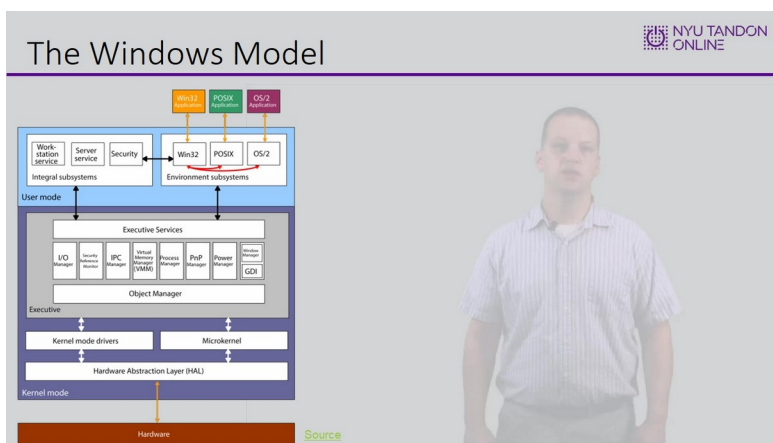 The Windows Model
NYU TANDON
ONLINE
Win32
Application
POSIX
Application
OS/2
Application
Work-
station
service
Server
service
Security
Integral subsystems
Win32
POSIX
OS/2
Environment subsystems
User mode
Executive Services
I/O
Manager
Security
Reference
Monitor
IPC
Manager
Virtual
Memory
Manager
(VMM)
Process
Manager
PnP
Manager
Power
Manager
Window
Manager
GDI
Object Manager
Executive
Kernel mode drivers
Microkernel
Hardware Abstraction Layer (HAL)
Kernel mode
Hardware
Source